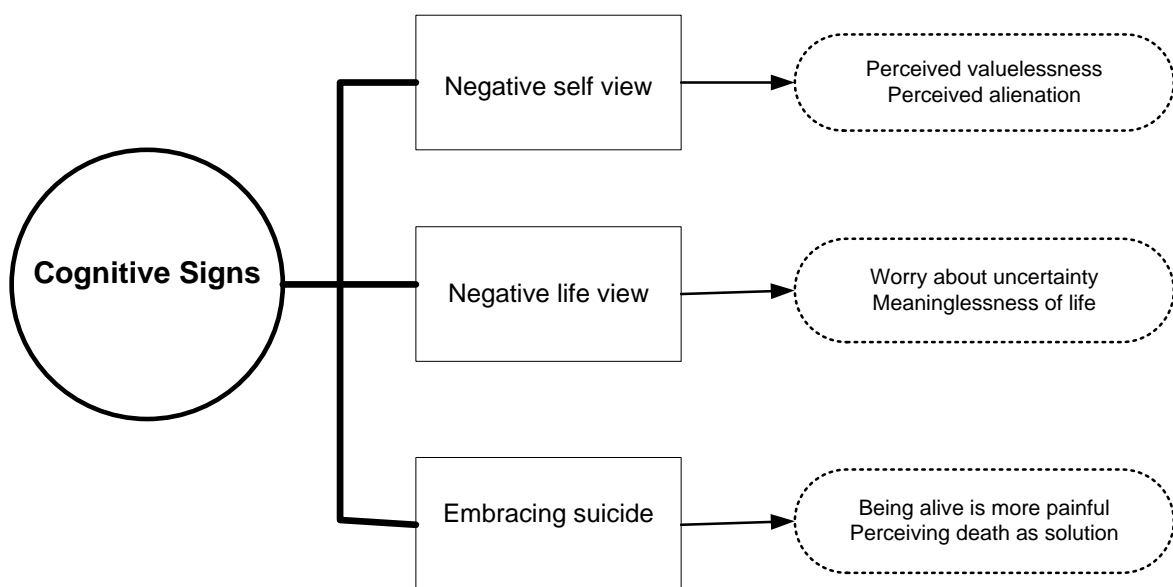 Cognitive Signs
Negative self view
Perceived valuelessness
Perceived alienation
Negative life view
Worry about uncertainty
Meaninglessness of life
Embracing suicide
Being alive is more painful
Perceiving death as solution